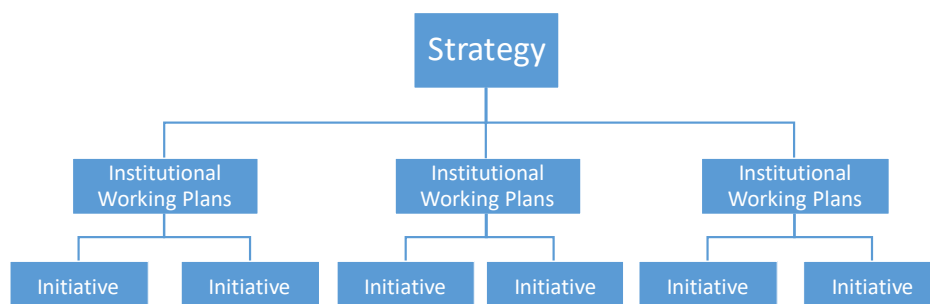 Strategy
Institutional
Working Plans
Institutional
Working Plans
Institutional
Working Plans
Initiative
Initiative
Initiative
Initiative
Initiative
Initiative